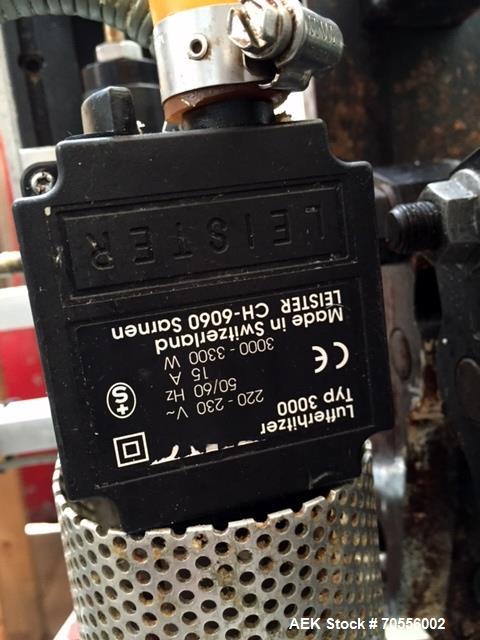 Lufterhitzer
Typ 3000
220 - 230 V~
50/60 Hz
15 A
3000 - 3300 W
CE
+S
Made in Switzerland
LEISTER CH-6060 Sarnen
LEISTER
AEK Stock # 70556002